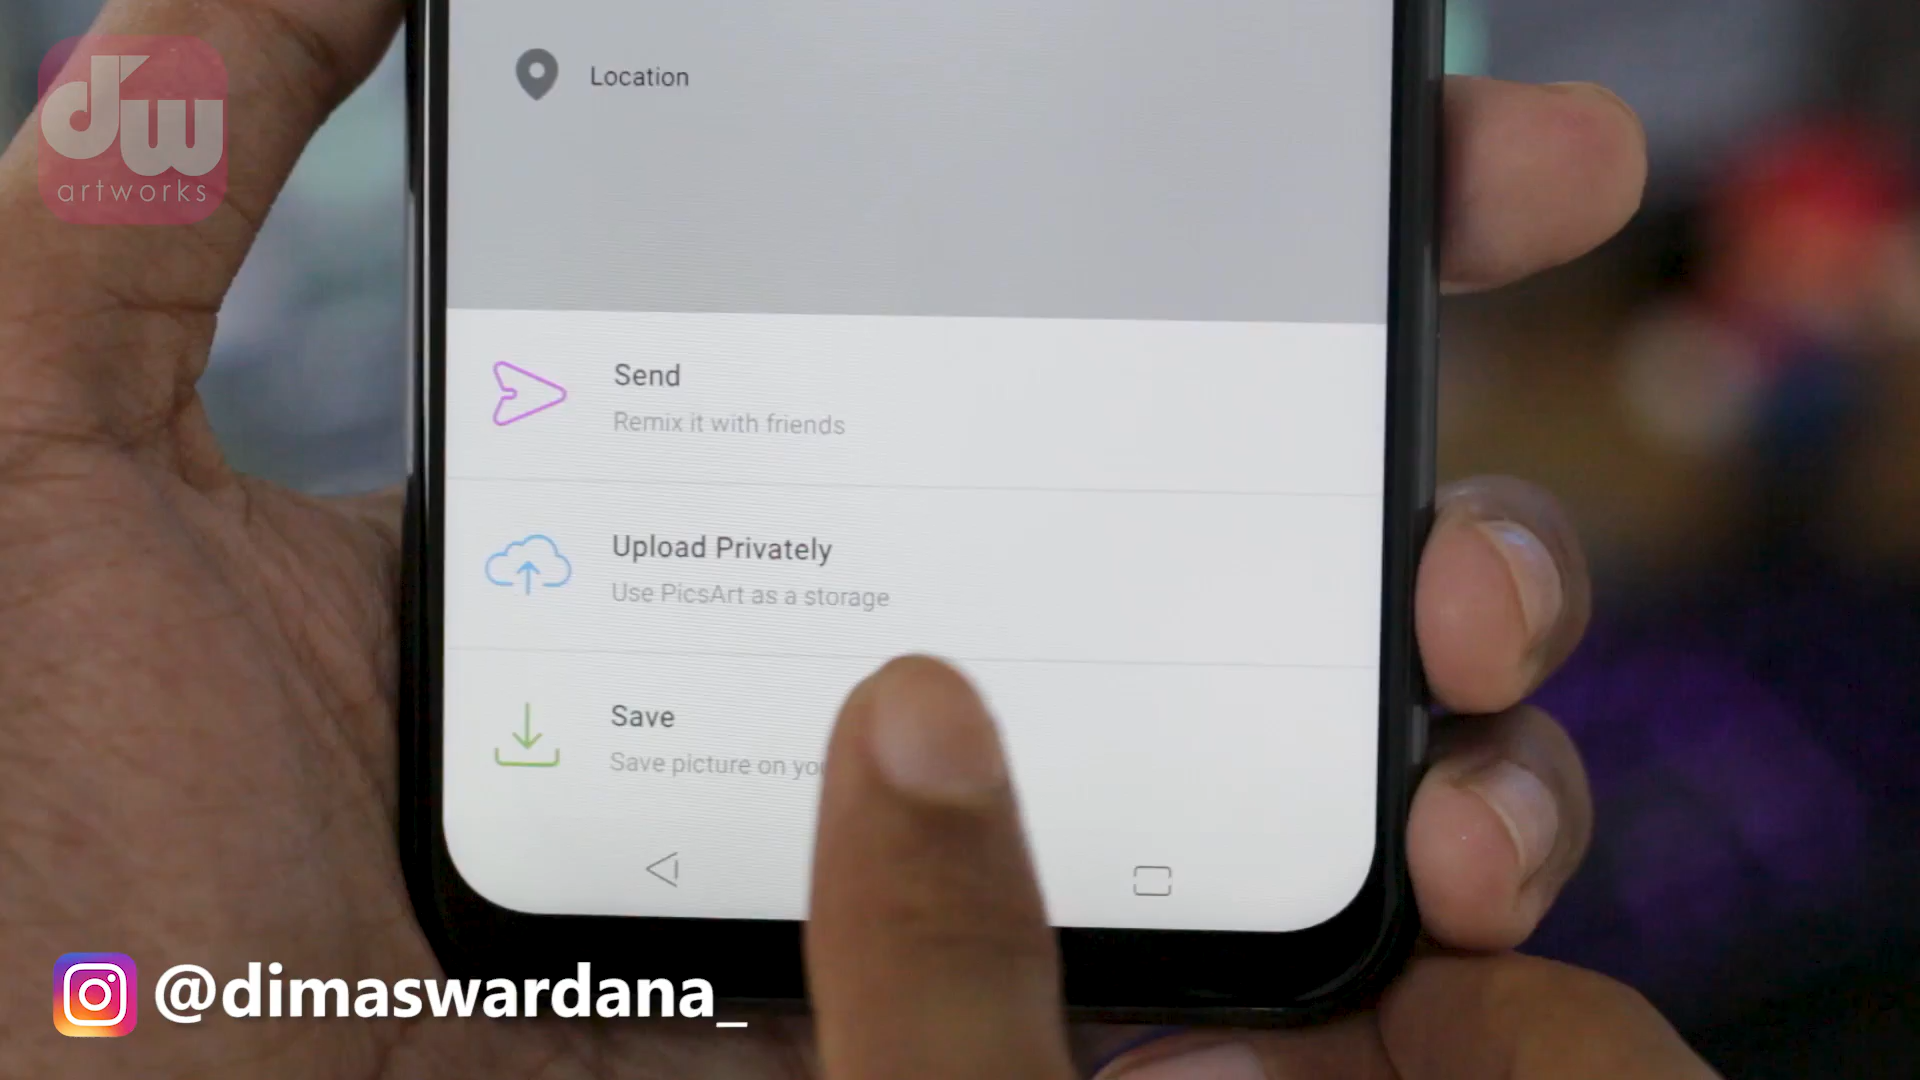 dw
artworks
Location
Send
Remix it with friends
Upload Privately
Use PicsArt as a storage
Save
Save picture on
@dimaswardana_